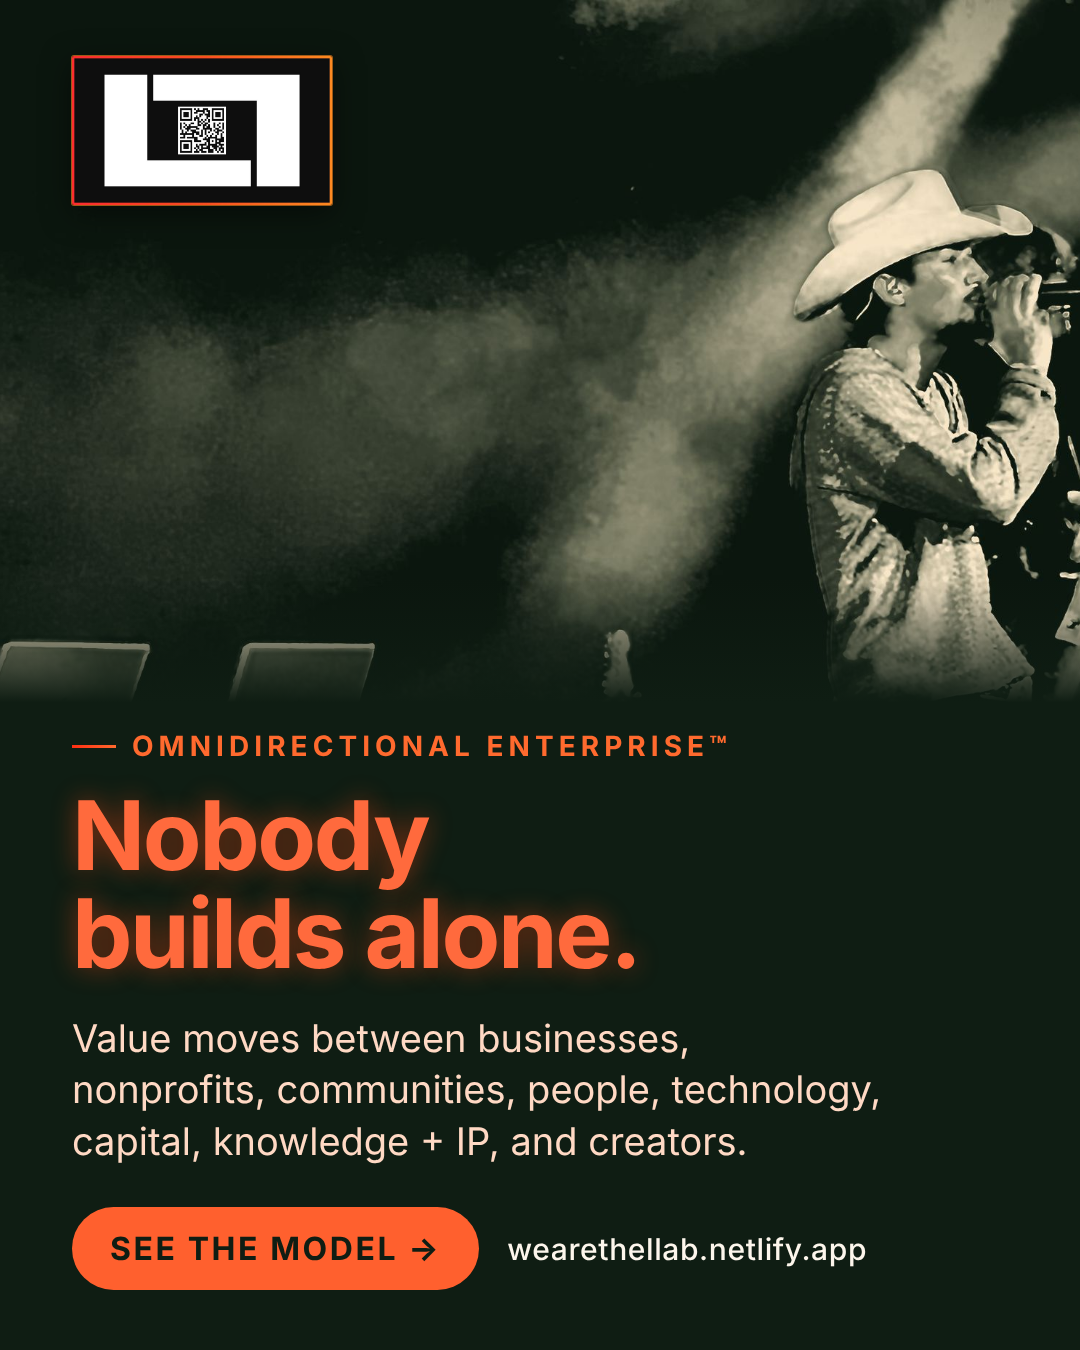 OMNIDIRECTIONAL ENTERPRISE™
Nobody
builds alone.
Value moves between businesses,
nonprofits, communities, people, technology,
capital, knowledge + IP, and creators.
SEE THE MODEL →
wearethellab.netlify.app